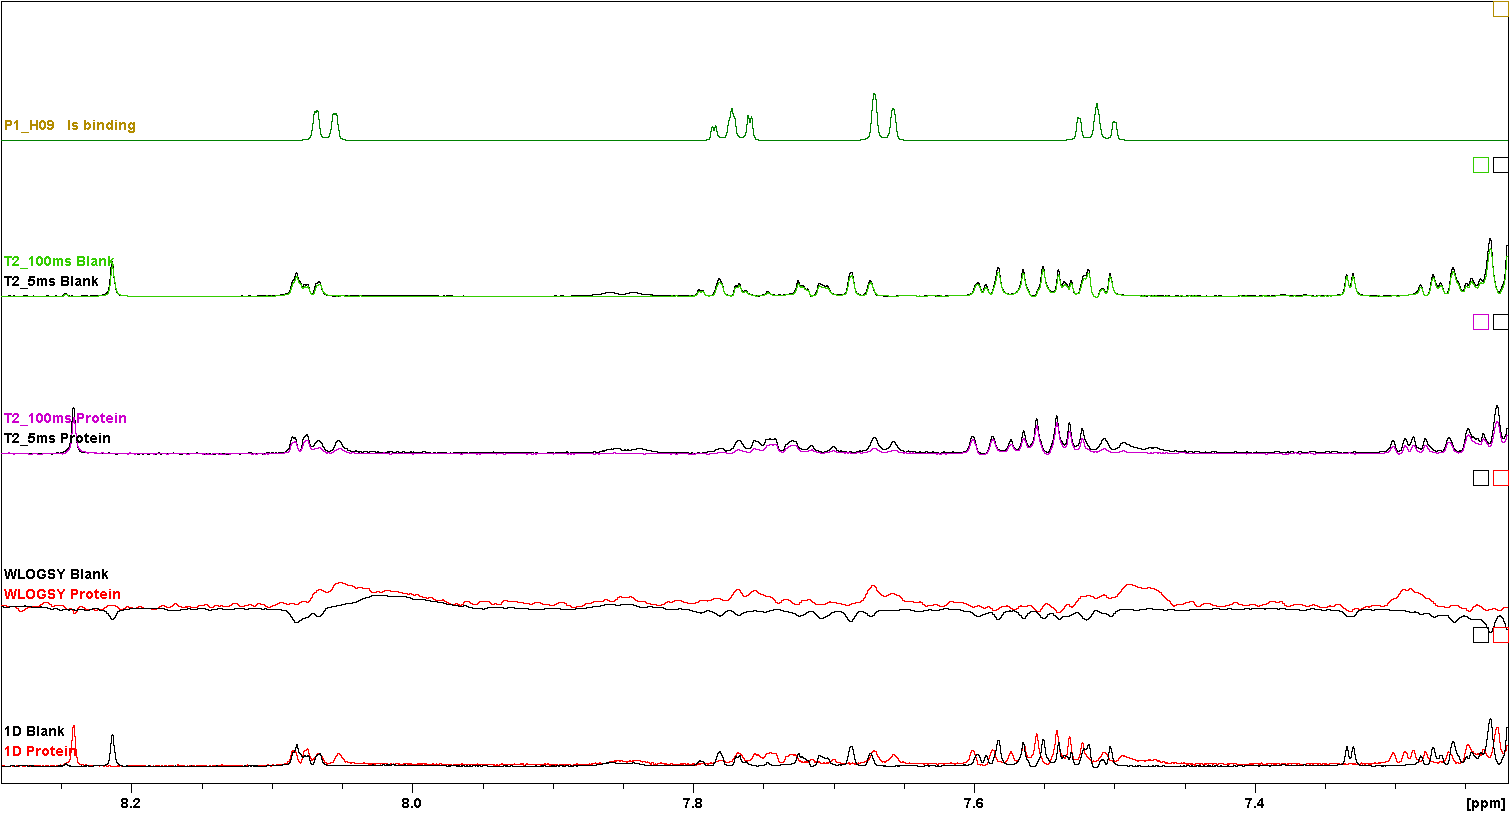 P1_H09 Is binding
T2_100ms Blank
T2_5ms Blank
T2_100ms Protein
T2_5ms Protein
WLOGSY Blank
WLOGSY Protein
1D Blank
1D Protein
8.2 8.0 7.8 7.6 7.4 [ppm]